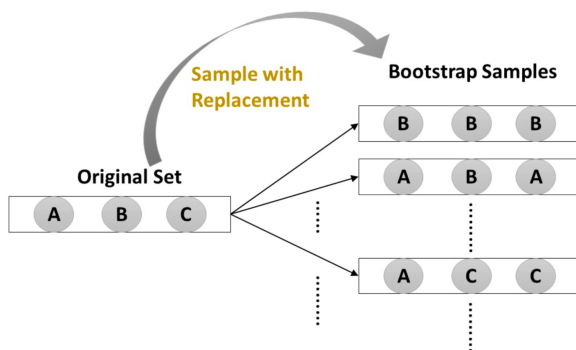 Sample with
Replacement
Bootstrap Samples
Original Set
A B C
B B B
A B A
A C C